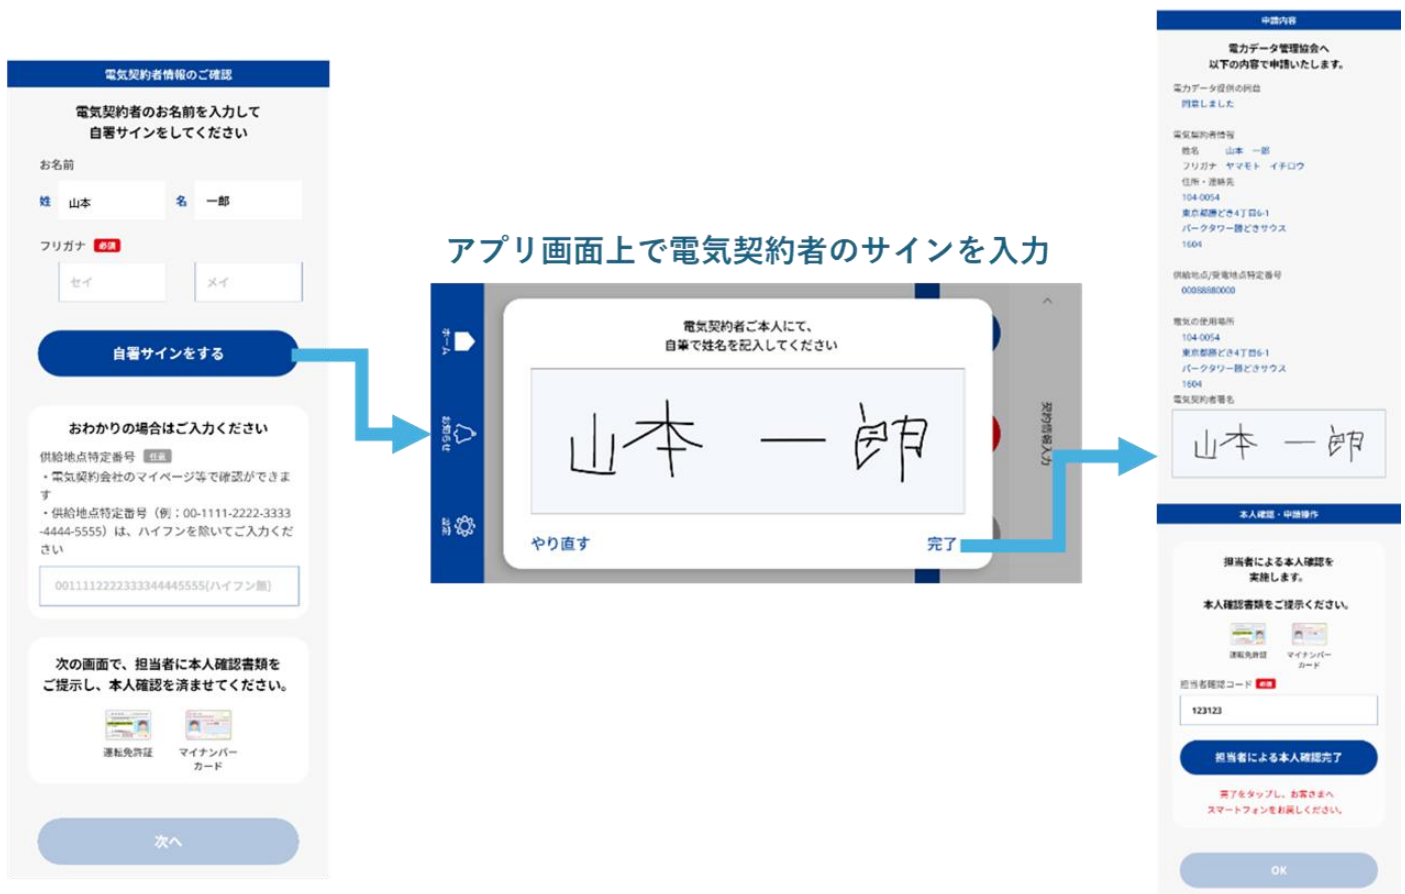 電気契約者情報のご確認
電気契約者のお名前を入力して
自署サインをしてください
お名前
姓 山本 名 一郎
フリガナ 必須
セイ メイ
自署サインをする
おわかりの場合はご入力ください
供給地点特定番号 任意
・電気契約会社のマイページ等で確認ができま
す
・供給地点特定番号（例：00-1111-2222-3333
-4444-5555）は、ハイフンを除いてご入力くだ
さい
0011112222333344445555(ハイフン無)
次の画面で、担当者に本人確認書類を
ご提示し、本人確認を済ませてください。
運転免許証 マイナンバー
カード
次へ
アプリ画面上で電気契約者のサインを入力
ホーム
お知らせ
設定
電気契約者ご本人にて、
自筆で姓名を記入してください
山本 一郎
やり直す 完了
契約情報入力
申請内容
電力データ管理協会へ
以下の内容で申請いたします。
電力データ提供の同意
同意しました
電気契約者情報
姓名 山本 一郎
フリガナ ヤマモト イチロウ
住所・連絡先
104-0054
東京都勝どき4丁目6-1
パークタワー勝どきサウス
1604
供給地点/受電地点特定番号
電気の使用場所
104-0054
東京都勝どき4丁目6-1
パークタワー勝どきサウス
1604
電気契約者署名
山本 一郎
本人確認・申請操作
担当者による本人確認を
実施します。
本人確認書類をご提示ください。
運転免許証 マイナンバー
カード
担当者確認コード 必須
123123
担当者による本人確認完了
完了をタップし、お客さまへ
スマートフォンをお戻しください。
OK